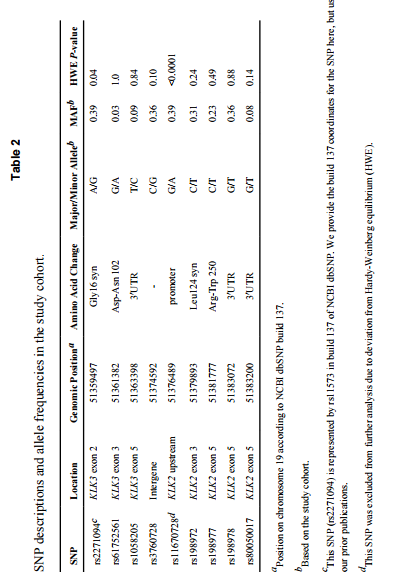 Table 2
SNP descriptions and allele frequencies in the study cohort.
SNP Location Genomic Position^a Amino Acid Change Major/Minor Allele^b MAF^b HWE P-value
rs2271094^c KLK3 exon 2 51359497 Gly16 syn A/G 0.39 0.04
rs61752561 KLK3 exon 3 51361382 Asp-Asn 102 G/A 0.03 1.0
rs1058205 KLK3 exon 5 51363398 3'UTR T/C 0.09 0.84
rs3760728 Intergene 51374592 - C/G 0.36 0.10
rs11670728^d KLK2 upstream 51376489 promoter G/A 0.39 <0.0001
rs198972 KLK2 exon 3 51379893 Leu124 syn C/T 0.31 0.24
rs198977 KLK2 exon 5 51381777 Arg-Trp 250 C/T 0.23 0.49
rs198978 KLK2 exon 5 51383072 3'UTR G/T 0.36 0.88
rs80050017 KLK2 exon 5 51383200 3'UTR G/T 0.08 0.14
^a Position on chromosome 19 according to NCBI dbSNP build 137.
^b Based on the study cohort.
^c This SNP (rs2271094) is represented by rs11573 in build 137 of NCBI dbSNP. We provide the build 137 coordinates for the SNP here, but us
our prior publications.
^d This SNP was excluded from further analysis due to deviation from Hardy-Weinberg equilibrium (HWE).